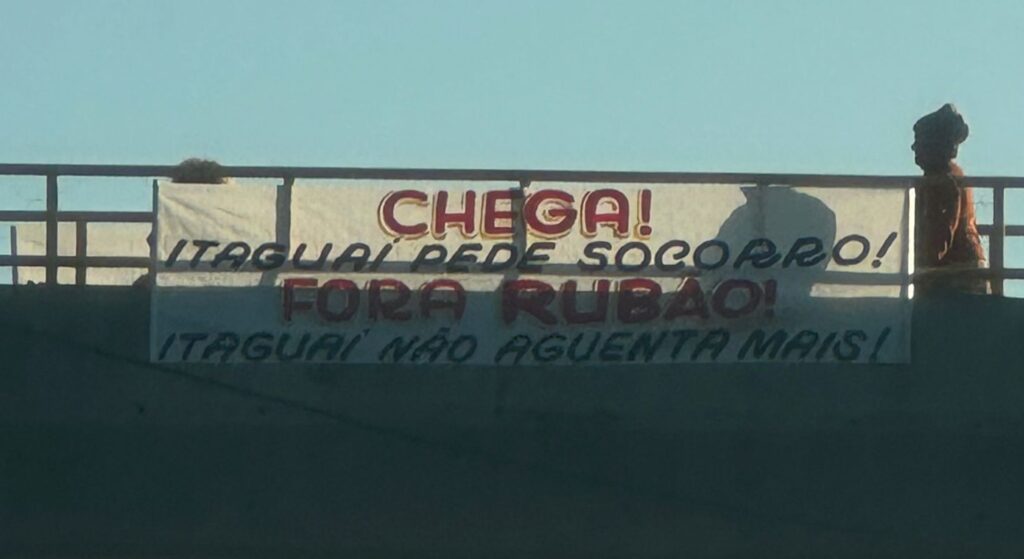 CHEGA!
ITAGUAÍ PEDE SOCORRO!
FORA RUBÃO!
ITAGUAÍ NÃO AGUENTA MAIS!